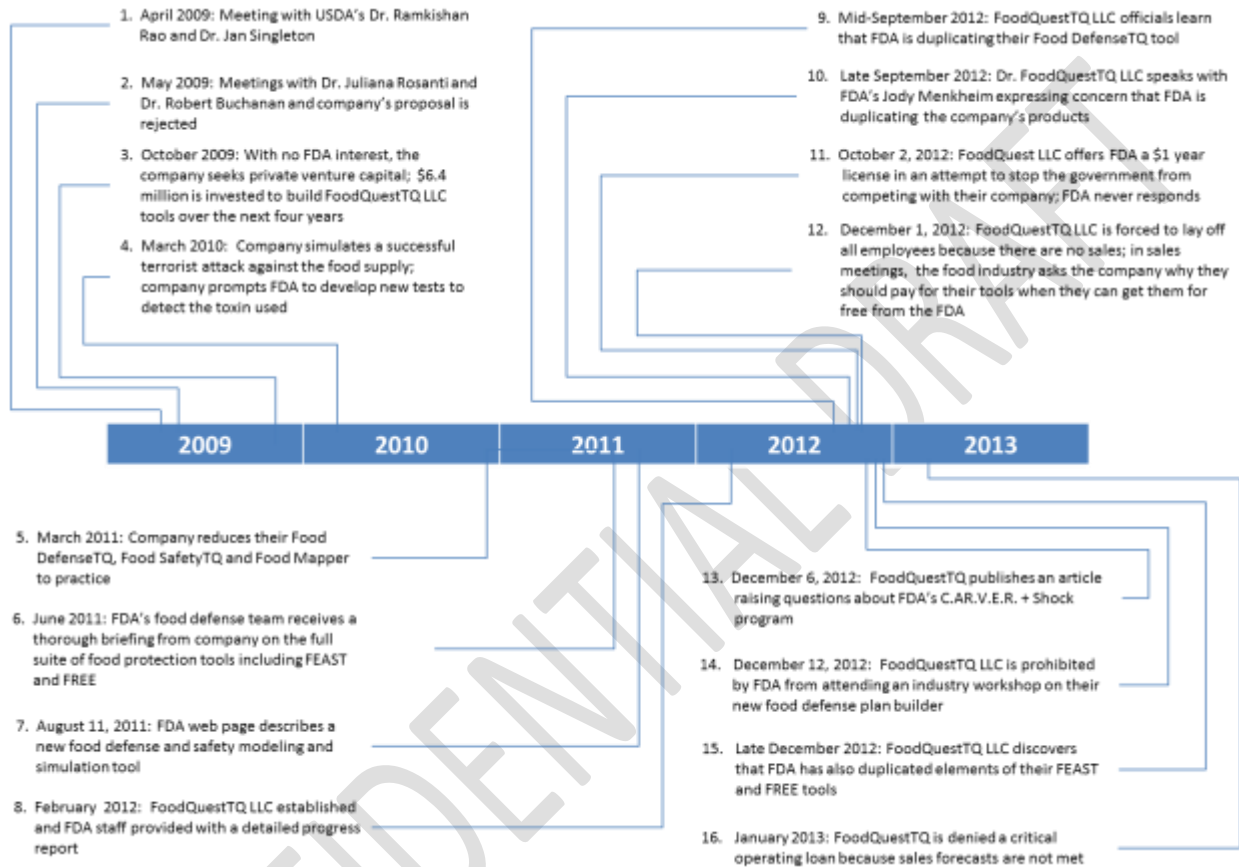 1. April 2009: Meeting with USDA's Dr. Ramkishan
Rao and Dr. Jan Singleton
2. May 2009: Meetings with Dr. Juliana Rosanti and
Dr. Robert Buchanan and company's proposal is
rejected
3. October 2009: With no FDA interest, the
company seeks private venture capital; $6.4
million is invested to build FoodQuestTQ LLC
tools over the next four years
4. March 2010: Company simulates a successful
terrorist attack against the food supply;
company prompts FDA to develop new tests to
detect the toxin used
9. Mid-September 2012: FoodQuestTQ LLC officials learn
that FDA is duplicating their Food DefenseTQ tool
10. Late September 2012: Dr. FoodQuestTQ LLC speaks with
FDA's Jody Menkheim expressing concern that FDA is
duplicating the company's products
11. October 2, 2012: FoodQuest LLC offers FDA a $1 year
license in an attempt to stop the government from
competing with their company; FDA never responds
12. December 1, 2012: FoodQuestTQ LLC is forced to lay off
all employees because there are no sales; in sales
meetings, the food industry asks the company why they
should pay for their tools when they can get them for
free from the FDA
2009 2010 2011 2012 2013
5. March 2011: Company reduces their Food
DefenseTQ, Food SafetyTQ and Food Mapper
to practice
6. June 2011: FDA's food defense team receives a
thorough briefing from company on the full
suite of food protection tools including FEAST
and FREE
7. August 11, 2011: FDA web page describes a
new food defense and safety modeling and
simulation tool
8. February 2012: FoodQuestTQ LLC established
and FDA staff provided with a detailed progress
report
13. December 6, 2012: FoodQuestTQ publishes an article
raising questions about FDA's C.AR.V.E.R. + Shock
program
14. December 12, 2012: FoodQuestTQ LLC is prohibited
by FDA from attending an industry workshop on their
new food defense plan builder
15. Late December 2012: FoodQuestTQ LLC discovers
that FDA has also duplicated elements of their FEAST
and FREE tools
16. January 2013: FoodQuestTQ is denied a critical
operating loan because sales forecasts are not met
IDENTIAL DRAFT